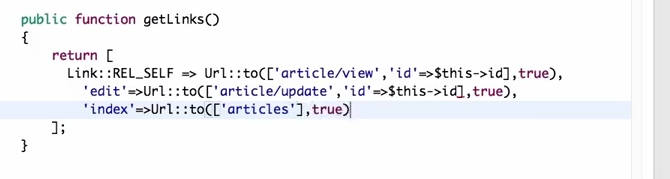 public function getLinks()
{
return [
Link::REL_SELF => Url::to(['article/view','id'=>$this->id],true),
'edit'=>Url::to(['article/update','id'=>$this->id],true),
'index'=>Url::to(['articles'],true)
];
}